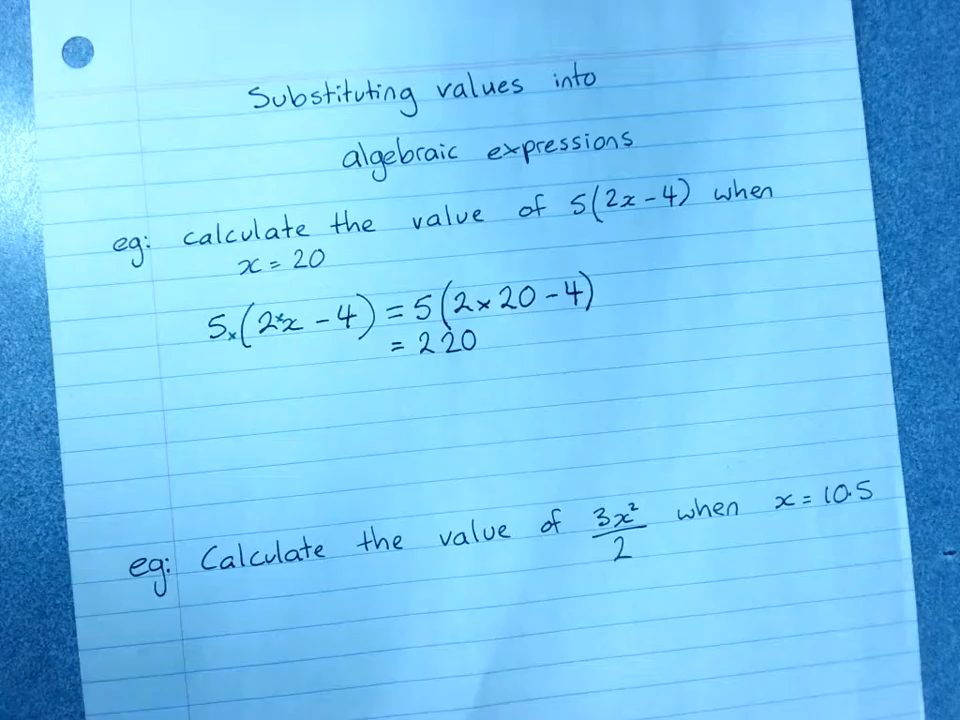 Substituting values into
algebraic expressions
eg: calculate the value of 5(2x-4) when
x = 20
5×(2×x - 4) = 5(2×20-4)
= 220
eg: Calculate the value of 3x²/2 when x = 10.5